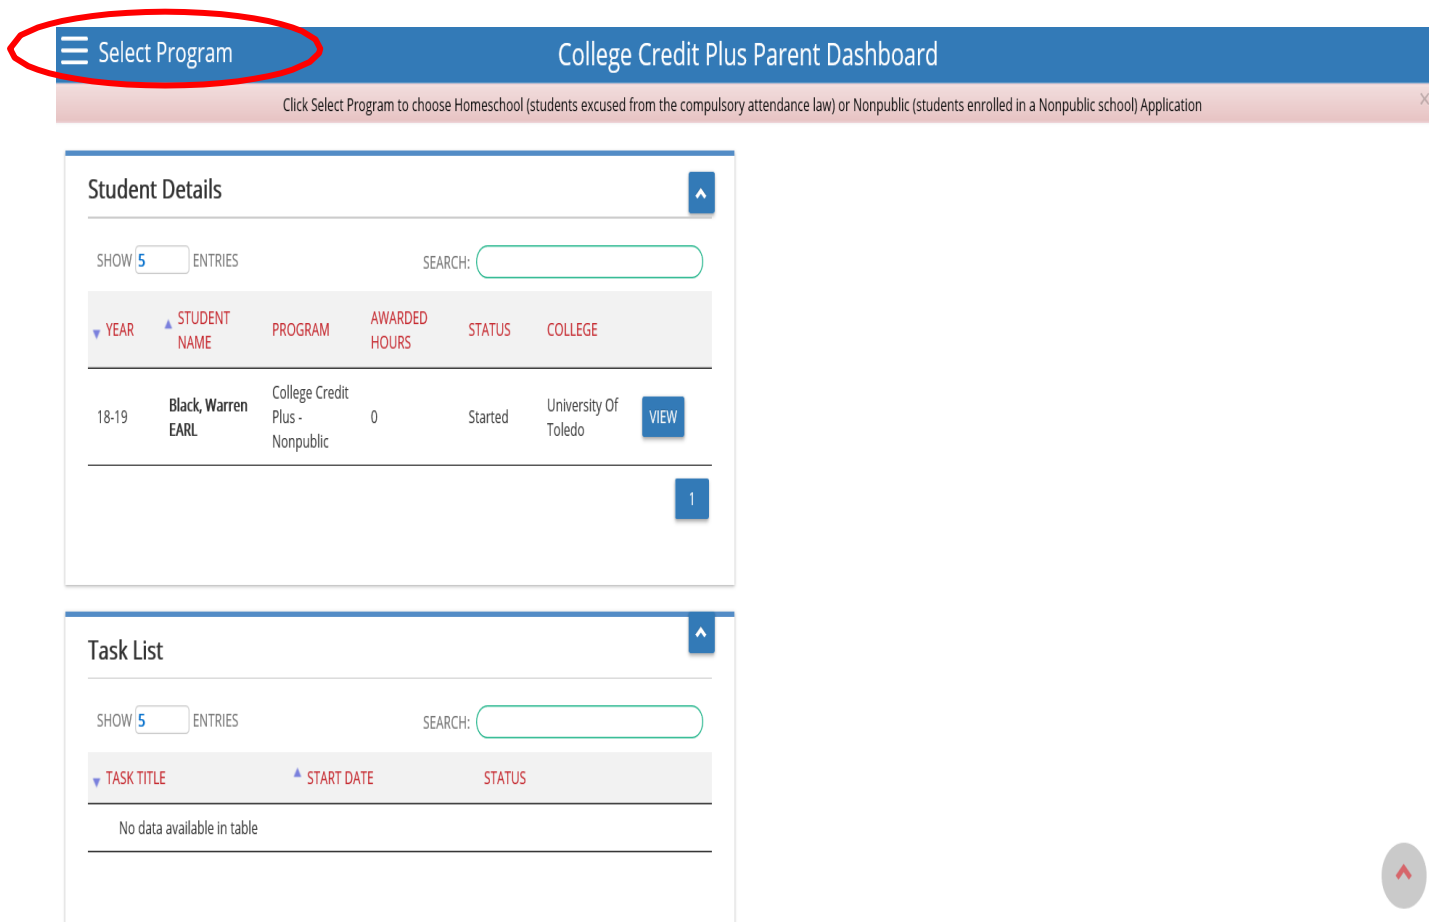 Select Program
College Credit Plus Parent Dashboard
Click Select Program to choose Homeschool (students excused from the compulsory attendance law) or Nonpublic (students enrolled in a Nonpublic school) Application
x
Student Details
SHOW 5 ENTRIES
SEARCH:
YEAR
STUDENT
NAME
PROGRAM
AWARDED
HOURS
STATUS
COLLEGE
18-19
Black, Warren
EARL
College Credit
Plus -
Nonpublic
0
Started
University Of
Toledo
VIEW
1
Task List
SHOW 5 ENTRIES
SEARCH:
TASK TITLE
START DATE
STATUS
No data available in table